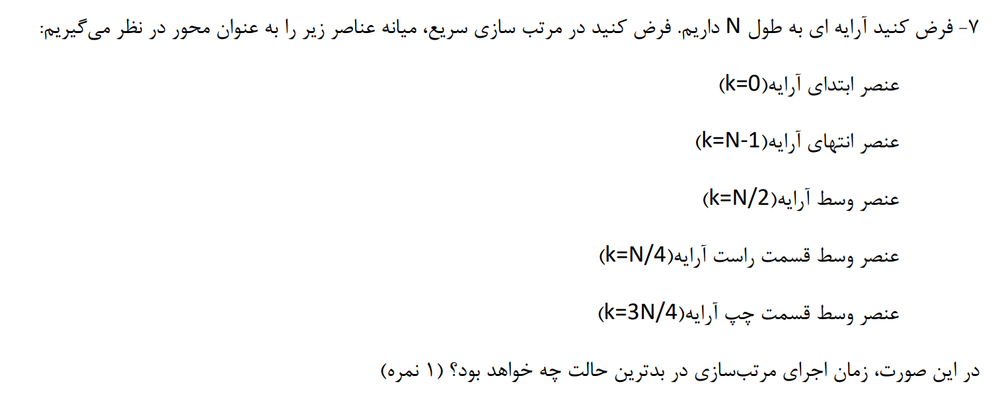 ۷- فرض کنید آرایه ای به طول N داریم. فرض کنید در مرتب سازی سریع، میانه عناصر زیر را به عنوان محور در نظر می‌گیریم:
عنصر ابتدای آرایه(k=0)
عنصر انتهای آرایه(k=N-1)
عنصر وسط آرایه(k=N/2)
عنصر وسط قسمت راست آرایه(k=N/4)
عنصر وسط قسمت چپ آرایه(k=3N/4)
در این صورت، زمان اجرای مرتب‌سازی در بدترین حالت چه خواهد بود؟ (۱ نمره)